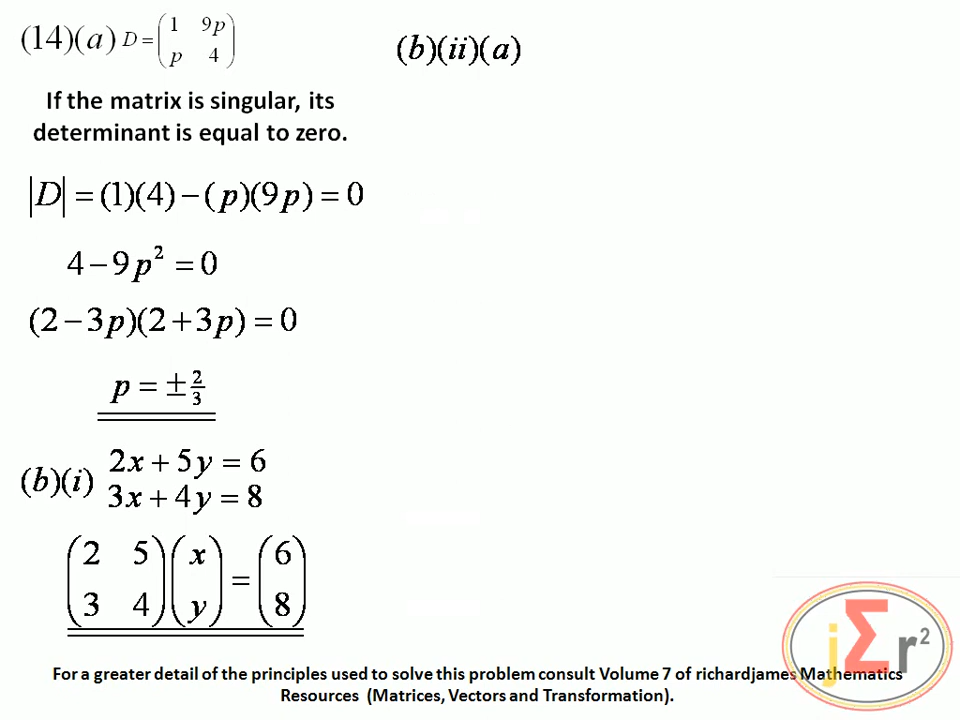 (14)(a) D = (1 9p
p 4)
If the matrix is singular, its
determinant is equal to zero.
|D| = (1)(4) − (p)(9p) = 0
4 − 9p² = 0
(2 − 3p)(2 + 3p) = 0
p = ± 2/3
(b)(i) 2x + 5y = 6
3x + 4y = 8
(2 5) (x) = (6)
(3 4) (y) (8)
(b)(ii)(a)
jΣr²
For a greater detail of the principles used to solve this problem consult Volume 7 of richardjames Mathematics
Resources (Matrices, Vectors and Transformation).